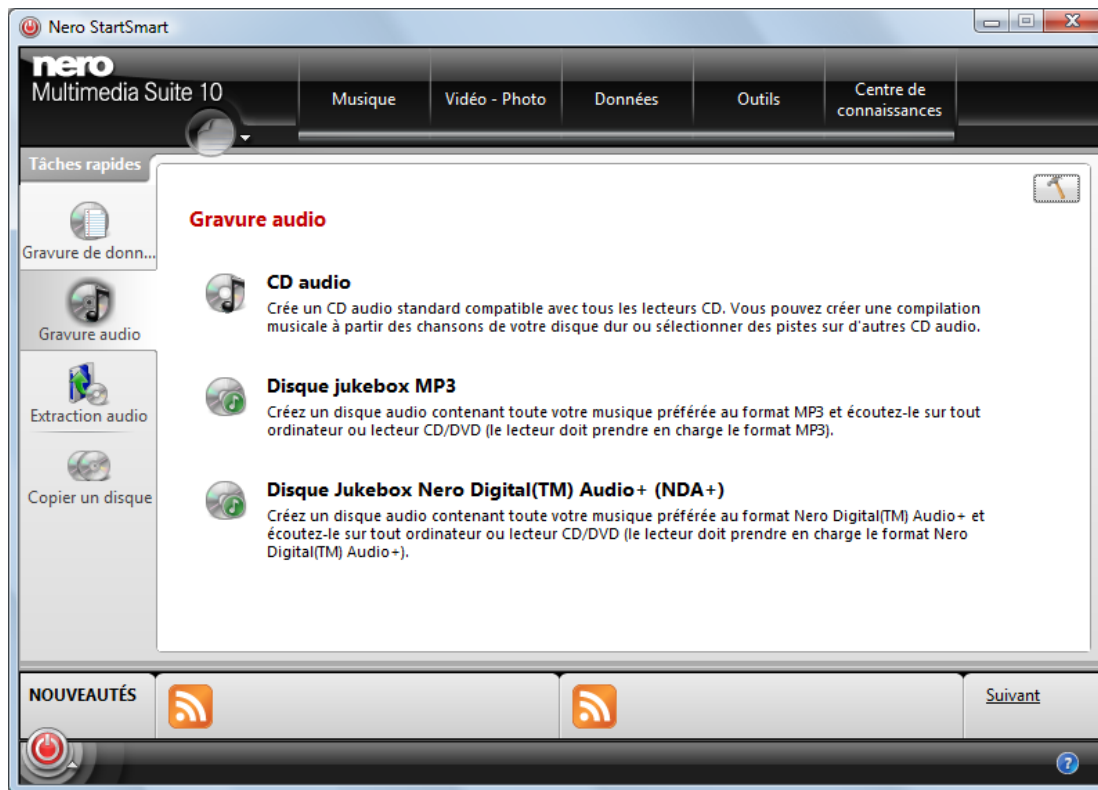 Nero StartSmart
nero
Multimedia Suite 10
Musique
Vidéo - Photo
Données
Outils
Centre de
connaissances
Tâches rapides
Gravure de donn...
Gravure audio
Extraction audio
Copier un disque
Gravure audio
CD audio
Crée un CD audio standard compatible avec tous les lecteurs CD. Vous pouvez créer une compilation
musicale à partir des chansons de votre disque dur ou sélectionner des pistes sur d'autres CD audio.
Disque jukebox MP3
Créez un disque audio contenant toute votre musique préférée au format MP3 et écoutez-le sur tout
ordinateur ou lecteur CD/DVD (le lecteur doit prendre en charge le format MP3).
Disque Jukebox Nero Digital(TM) Audio+ (NDA+)
Créez un disque audio contenant toute votre musique préférée au format Nero Digital(TM) Audio+ et
écoutez-le sur tout ordinateur ou lecteur CD/DVD (le lecteur doit prendre en charge le format Nero
Digital(TM) Audio+).
NOUVEAUTÉS
Suivant
?